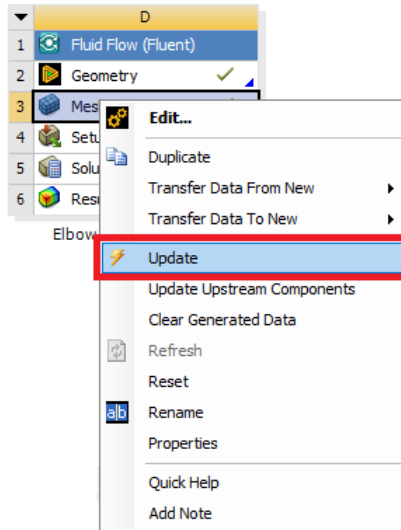 D
1 Fluid Flow (Fluent)
2 Geometry
3 Mes
4 Setu
5 Solu
6 Resu
Elbow
Edit...
Duplicate
Transfer Data From New
Transfer Data To New
Update
Update Upstream Components
Clear Generated Data
Refresh
Reset
a|b Rename
Properties
Quick Help
Add Note